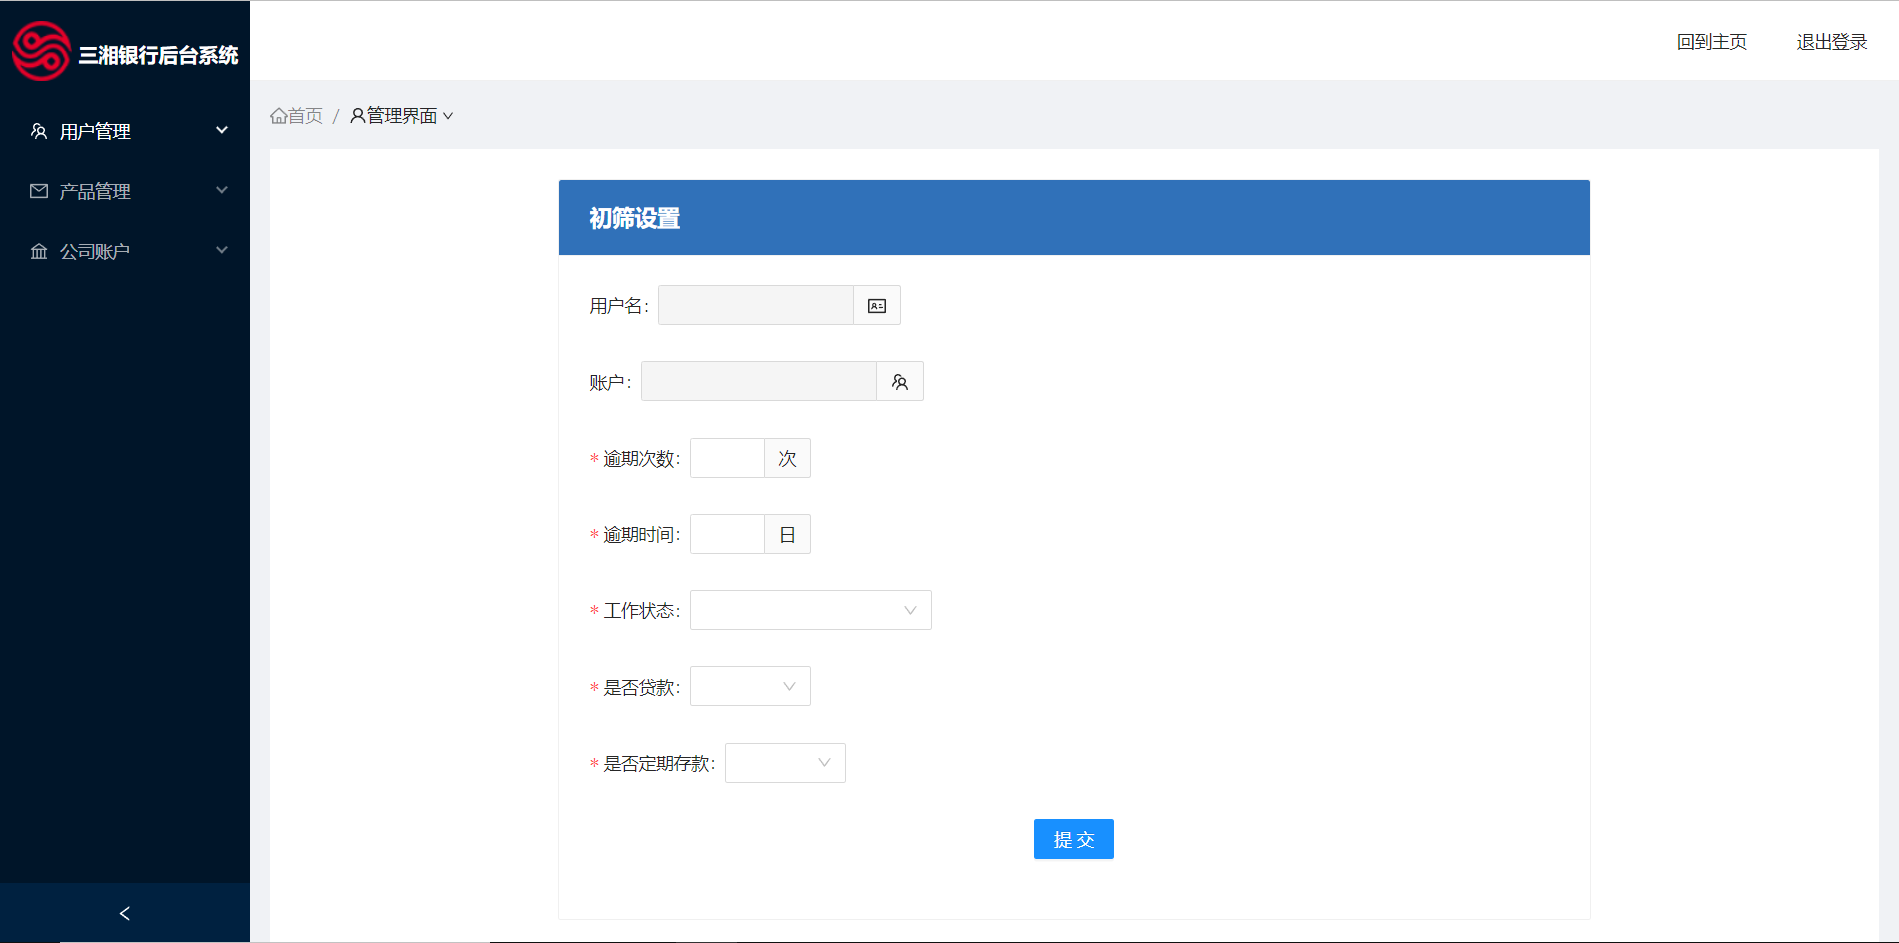 三湘银行后台系统
回到主页 退出登录
用户管理
产品管理
公司账户
首页 / 管理界面
初筛设置
用户名:
账户:
* 逾期次数: 次
* 逾期时间: 日
* 工作状态:
* 是否贷款:
* 是否定期存款:
提 交